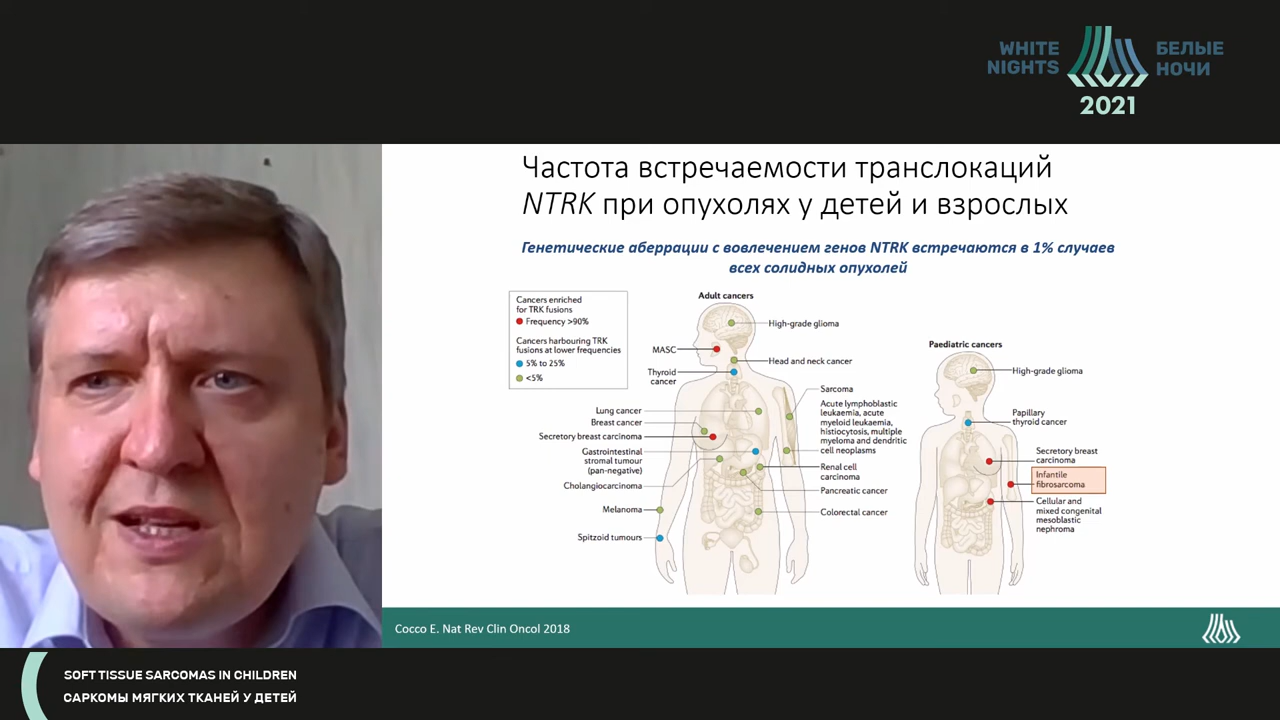 WHITE
NIGHTS
БЕЛЫЕ
НОЧИ
2021
Частота встречаемости транслокаций
NTRK при опухолях у детей и взрослых
Генетические аберрации с вовлечением генов NTRK встречаются в 1% случаев
всех солидных опухолей
Cancers enriched
for TRK fusions
Frequency >90%
Cancers harbouring TRK
fusions at lower frequencies
5% to 25%
<5%
Adult cancers
High-grade glioma
MASC
Head and neck cancer
Thyroid
cancer
Sarcoma
Lung cancer
Breast cancer
Secretory breast carcinoma
Gastrointestinal
stromal tumour
(pan-negative)
Cholangiocarcinoma
Melanoma
Spitzoid tumours
Acute lymphoblastic
leukaemia, acute
myeloid leukaemia,
histiocytosis, multiple
myeloma and dendritic
cell neoplasms
Renal cell
carcinoma
Pancreatic cancer
Colorectal cancer
Paediatric cancers
High-grade glioma
Papillary
thyroid cancer
Secretory breast
carcinoma
Infantile
fibrosarcoma
Cellular and
mixed congenital
mesoblastic
nephroma
Cocco E. Nat Rev Clin Oncol 2018
SOFT TISSUE SARCOMAS IN CHILDREN
САРКОМЫ МЯГКИХ ТКАНЕЙ У ДЕТЕЙ